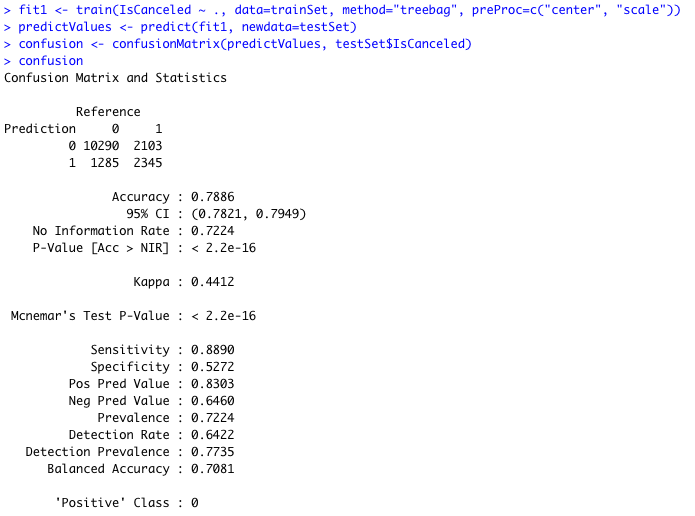 > fit1 <- train(IsCanceled ~ ., data=trainSet, method="treebag", preProc=c("center", "scale"))
> predictValues <- predict(fit1, newdata=testSet)
> confusion <- confusionMatrix(predictValues, testSet$IsCanceled)
> confusion
Confusion Matrix and Statistics

          Reference
Prediction     0     1
         0 10290  2103
         1  1285  2345

               Accuracy : 0.7886
                 95% CI : (0.7821, 0.7949)
    No Information Rate : 0.7224
    P-Value [Acc > NIR] : < 2.2e-16

                  Kappa : 0.4412

 Mcnemar's Test P-Value : < 2.2e-16

            Sensitivity : 0.8890
            Specificity : 0.5272
         Pos Pred Value : 0.8303
         Neg Pred Value : 0.6460
             Prevalence : 0.7224
         Detection Rate : 0.6422
   Detection Prevalence : 0.7735
      Balanced Accuracy : 0.7081

       'Positive' Class : 0